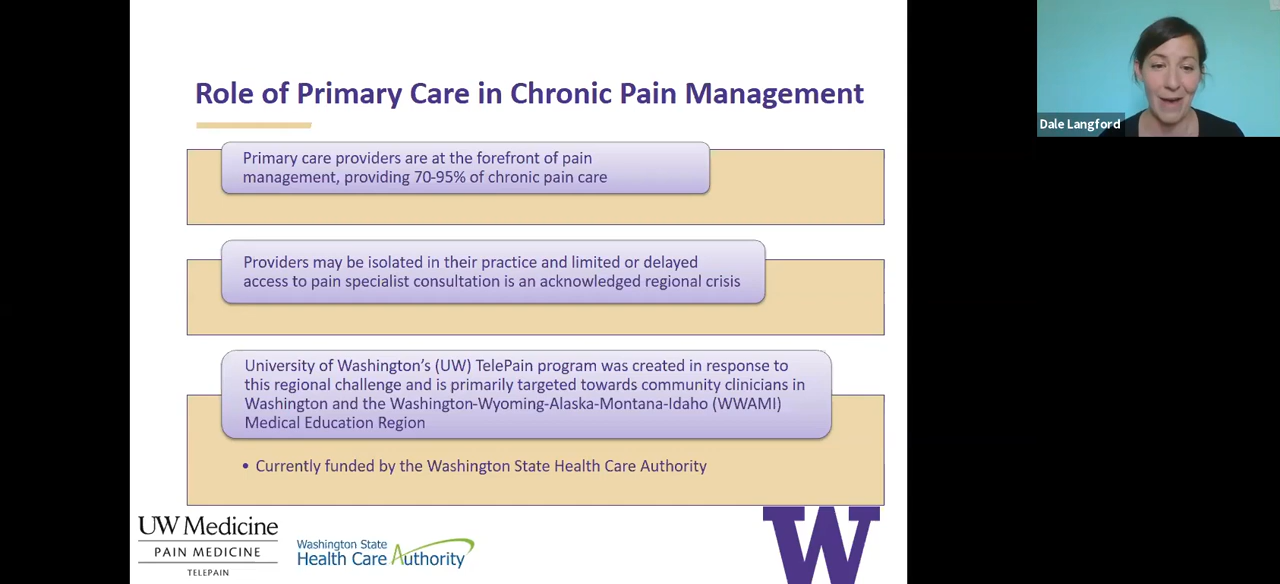 Role of Primary Care in Chronic Pain Management
Dale Langford
Primary care providers are at the forefront of pain
management, providing 70-95% of chronic pain care
Providers may be isolated in their practice and limited or delayed
access to pain specialist consultation is an acknowledged regional crisis
University of Washington's (UW) TelePain program was created in response to
this regional challenge and is primarily targeted towards community clinicians in
Washington and the Washington-Wyoming-Alaska-Montana-Idaho (WWAMI)
Medical Education Region
• Currently funded by the Washington State Health Care Authority
UW Medicine
PAIN MEDICINE
TELEPAIN
Washington State
Health Care Authority
W